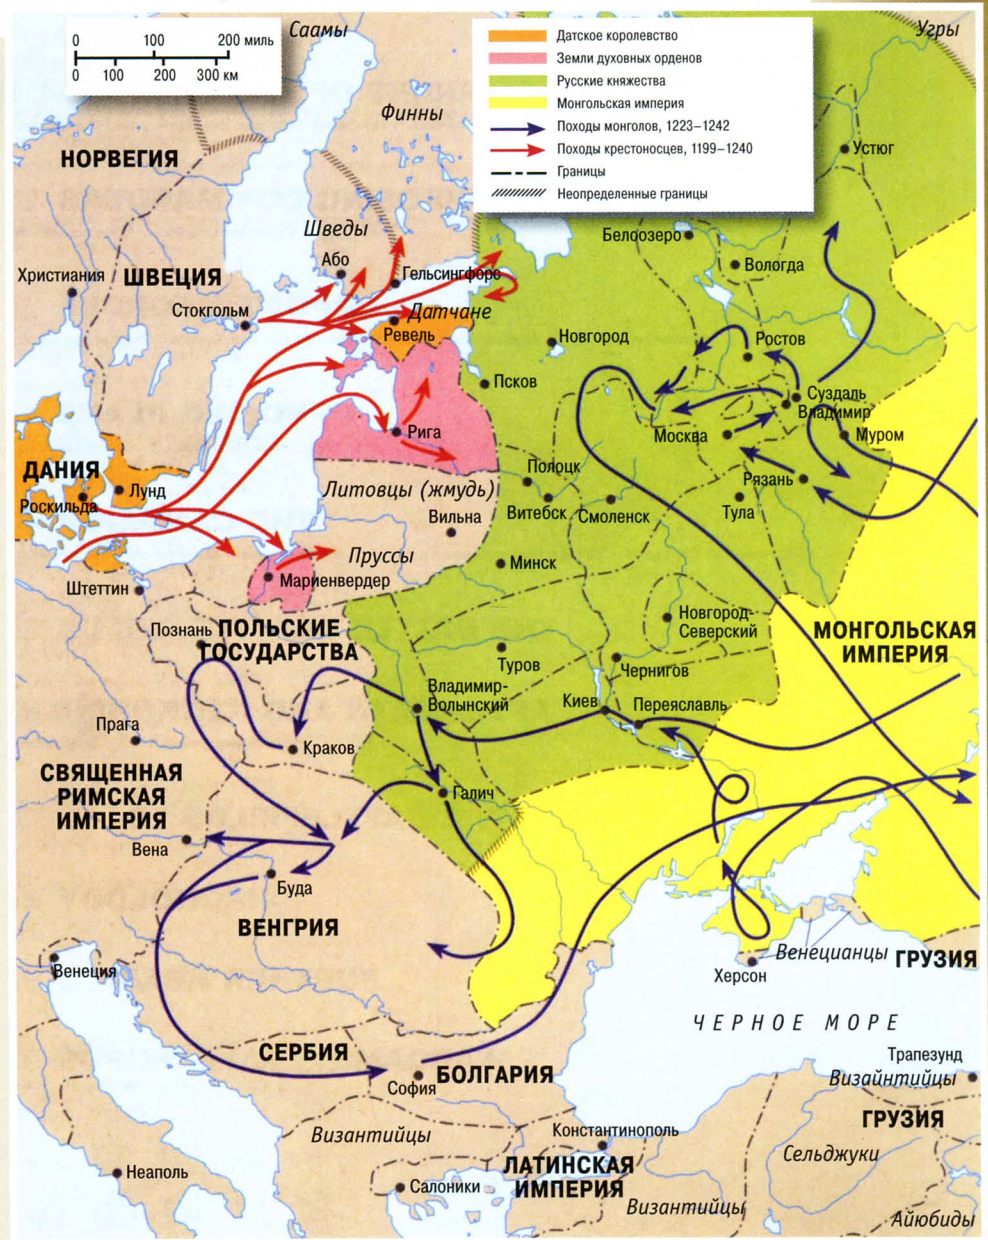 0 100 200 миль
0 100 200 300 км
Датское королевство
Земли духовных орденов
Русские княжества
Монгольская империя
Походы монголов, 1223–1242
Походы крестоносцев, 1199–1240
Границы
Неопределенные границы
Саамы
Угры
Финны
НОРВЕГИЯ
Устюг
Шведы
Белоозеро
Або
Вологда
Христиания
ШВЕЦИЯ
Гельсингфорс
Стокгольм
Датчане
Ревель
Новгород
Ростов
Псков
Суздаль
Владимир
Рига
Москва
Муром
ДАНИЯ
Полоцк
Рязань
Лунд
Литовцы (жмудь)
Роскильда
Вильна
Витебск
Смоленск
Тула
Пруссы
Минск
Штеттин
Мариенвердер
Познань
ПОЛЬСКИЕ
ГОСУДАРСТВА
Новгород-
Северский
МОНГОЛЬСКАЯ
ИМПЕРИЯ
Туров
Чернигов
Владимир-
Волынский
Киев
Переяславль
Прага
Краков
СВЯЩЕННАЯ
РИМСКАЯ
ИМПЕРИЯ
Галич
Вена
Буда
ВЕНГРИЯ
Венеция
Венецианцы
ГРУЗИЯ
Херсон
ЧЕРНОЕ МОРЕ
СЕРБИЯ
София
БОЛГАРИЯ
Трапезунд
Визайнтийцы
ГРУЗИЯ
Византийцы
Константинополь
Сельджуки
ЛАТИНСКАЯ
ИМПЕРИЯ
Неаполь
Салоники
Византийцы
Айюбиды